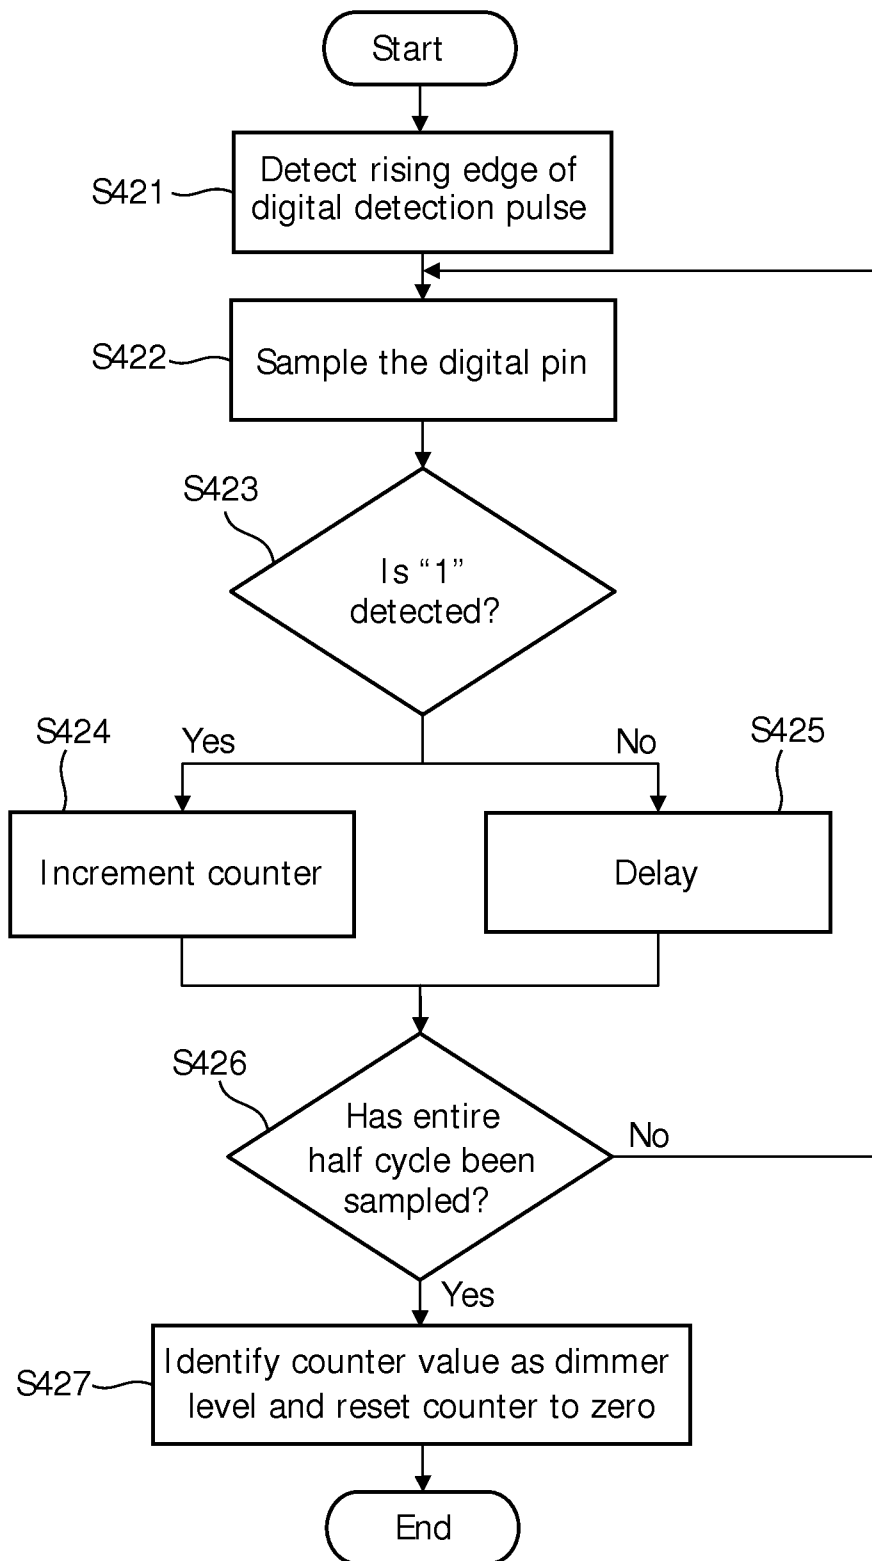 Start
S421
Detect rising edge of
digital detection pulse
S422
Sample the digital pin
S423
Is “1”
detected?
S424
Yes
No
S425
Increment counter
Delay
S426
Has entire
half cycle been
sampled?
No
Yes
S427
Identify counter value as dimmer
level and reset counter to zero
End